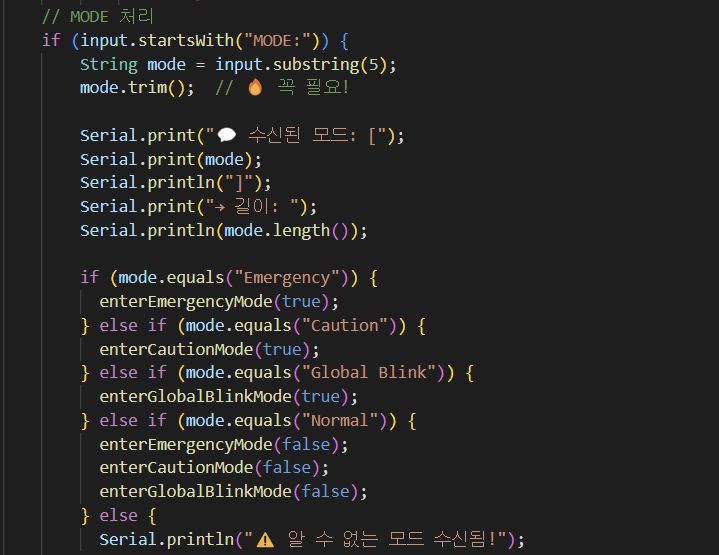 // MODE 처리
if (input.startsWith("MODE:")) {
String mode = input.substring(5);
mode.trim(); // 🔥 꼭 필요!
Serial.print("💬 수신된 모드: [");
Serial.print(mode);
Serial.println("]");
Serial.print("→ 길이: ");
Serial.println(mode.length());
if (mode.equals("Emergency")) {
enterEmergencyMode(true);
} else if (mode.equals("Caution")) {
enterCautionMode(true);
} else if (mode.equals("Global Blink")) {
enterGlobalBlinkMode(true);
} else if (mode.equals("Normal")) {
enterEmergencyMode(false);
enterCautionMode(false);
enterGlobalBlinkMode(false);
} else {
Serial.println("⚠️ 알 수 없는 모드 수신됨!");